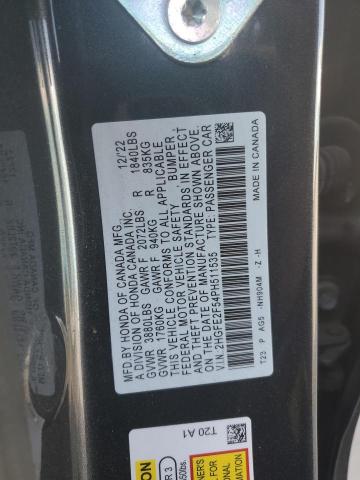 MFD BY HONDA OF CANADA MFG. 12/22
A DIVISION OF HONDA CANADA INC.
GVWR 3880LBS GAWR F 2072LBS R 1840LBS
GVWR 1760KG GAWR F 940KG R 835KG
THIS VEHICLE CONFORMS TO ALL APPLICABLE
FEDERAL MOTOR VEHICLE SAFETY, BUMPER,
THEFT PREVENTION STANDARDS IN EFFECT
ON THE DATE OF MANUFACTURE SHOWN ABOVE.
V.I.N.:2HGFE2F54PH511535 TYPE:PASSENGER CAR
T23 P AG5 -NH904M -Z -H MADE IN CANADA
T20 A1